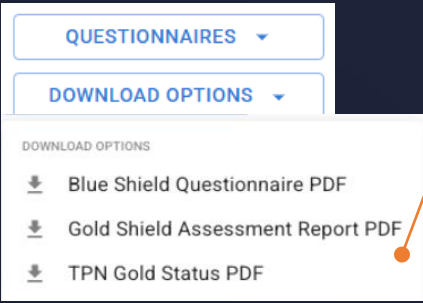 QUESTIONNAIRES
DOWNLOAD OPTIONS
DOWNLOAD OPTIONS
Blue Shield Questionnaire PDF
Gold Shield Assessment Report PDF
TPN Gold Status PDF